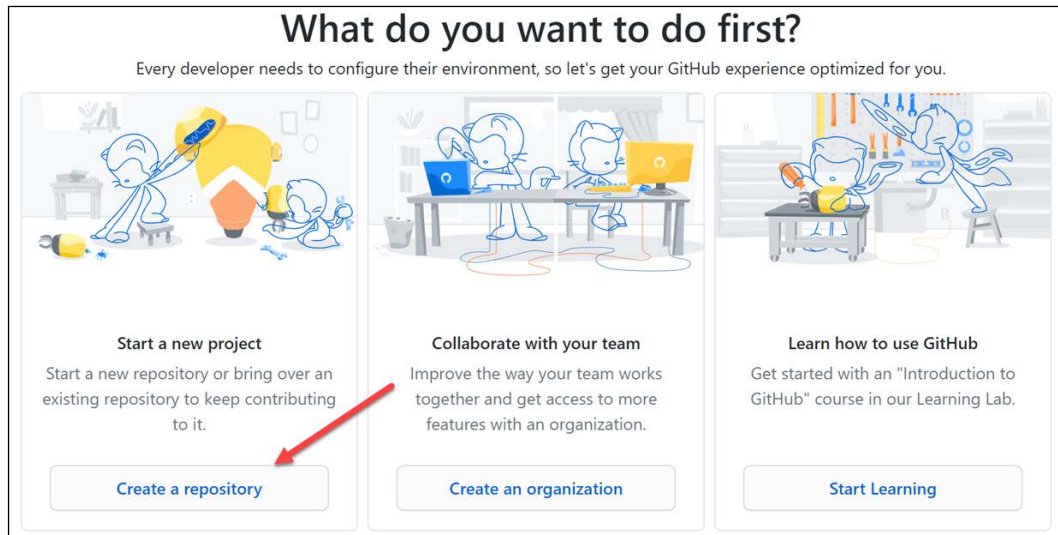 What do you want to do first?
Every developer needs to configure their environment, so let's get your GitHub experience optimized for you.
Start a new project
Start a new repository or bring over an
existing repository to keep contributing
to it.
Create a repository
Collaborate with your team
Improve the way your team works
together and get access to more
features with an organization.
Create an organization
Learn how to use GitHub
Get started with an "Introduction to
GitHub" course in our Learning Lab.
Start Learning